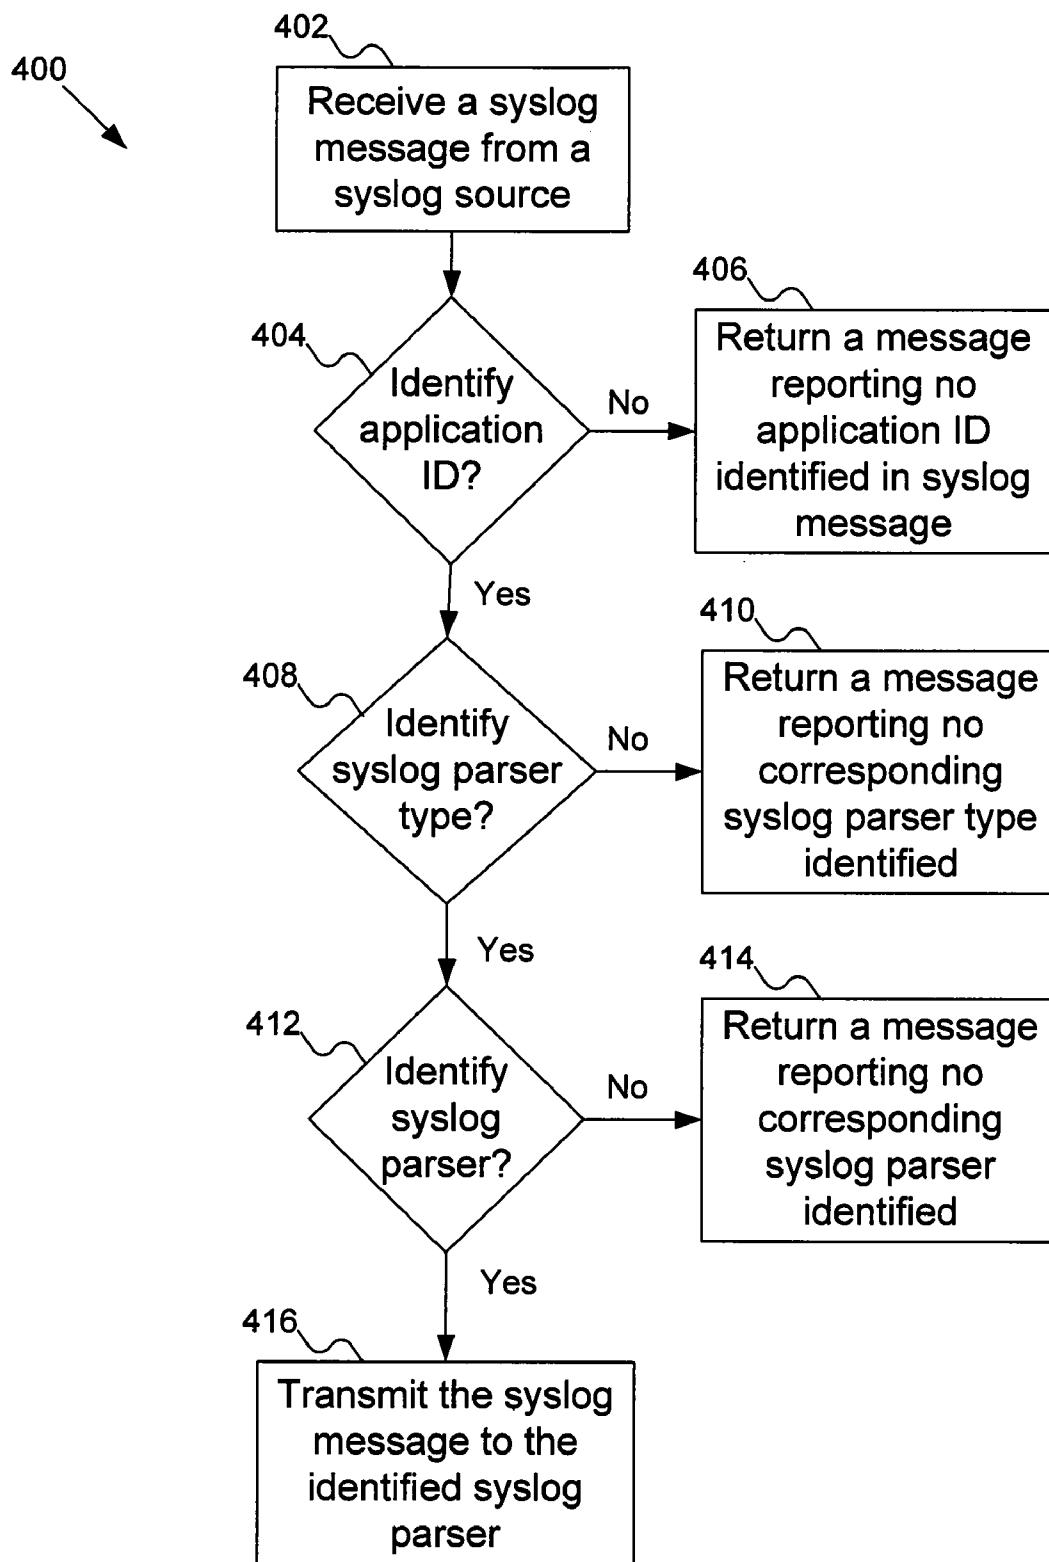 400
402
Receive a syslog
message from a
syslog source
404
Identify
application
ID?
No
406
Return a message
reporting no
application ID
identified in syslog
message
Yes
408
Identify
syslog parser
type?
No
410
Return a message
reporting no
corresponding
syslog parser type
identified
Yes
412
Identify
syslog
parser?
No
414
Return a message
reporting no
corresponding
syslog parser
identified
Yes
416
Transmit the syslog
message to the
identified syslog
parser